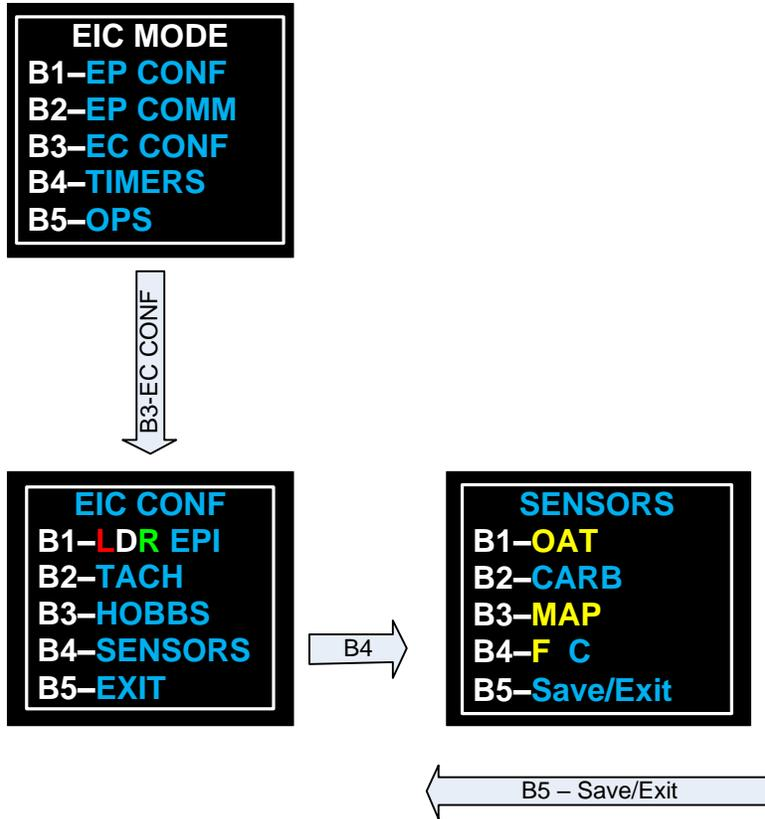 EIC MODE
B1–EP CONF
B2–EP COMM
B3–EC CONF
B4–TIMERS
B5–OPS
B3-EC CONF
EIC CONF
B1–LDR EPI
B2–TACH
B3–HOBBS
B4–SENSORS
B5–EXIT
B4
SENSORS
B1–OAT
B2–CARB
B3–MAP
B4–F C
B5–Save/Exit
B5 – Save/Exit